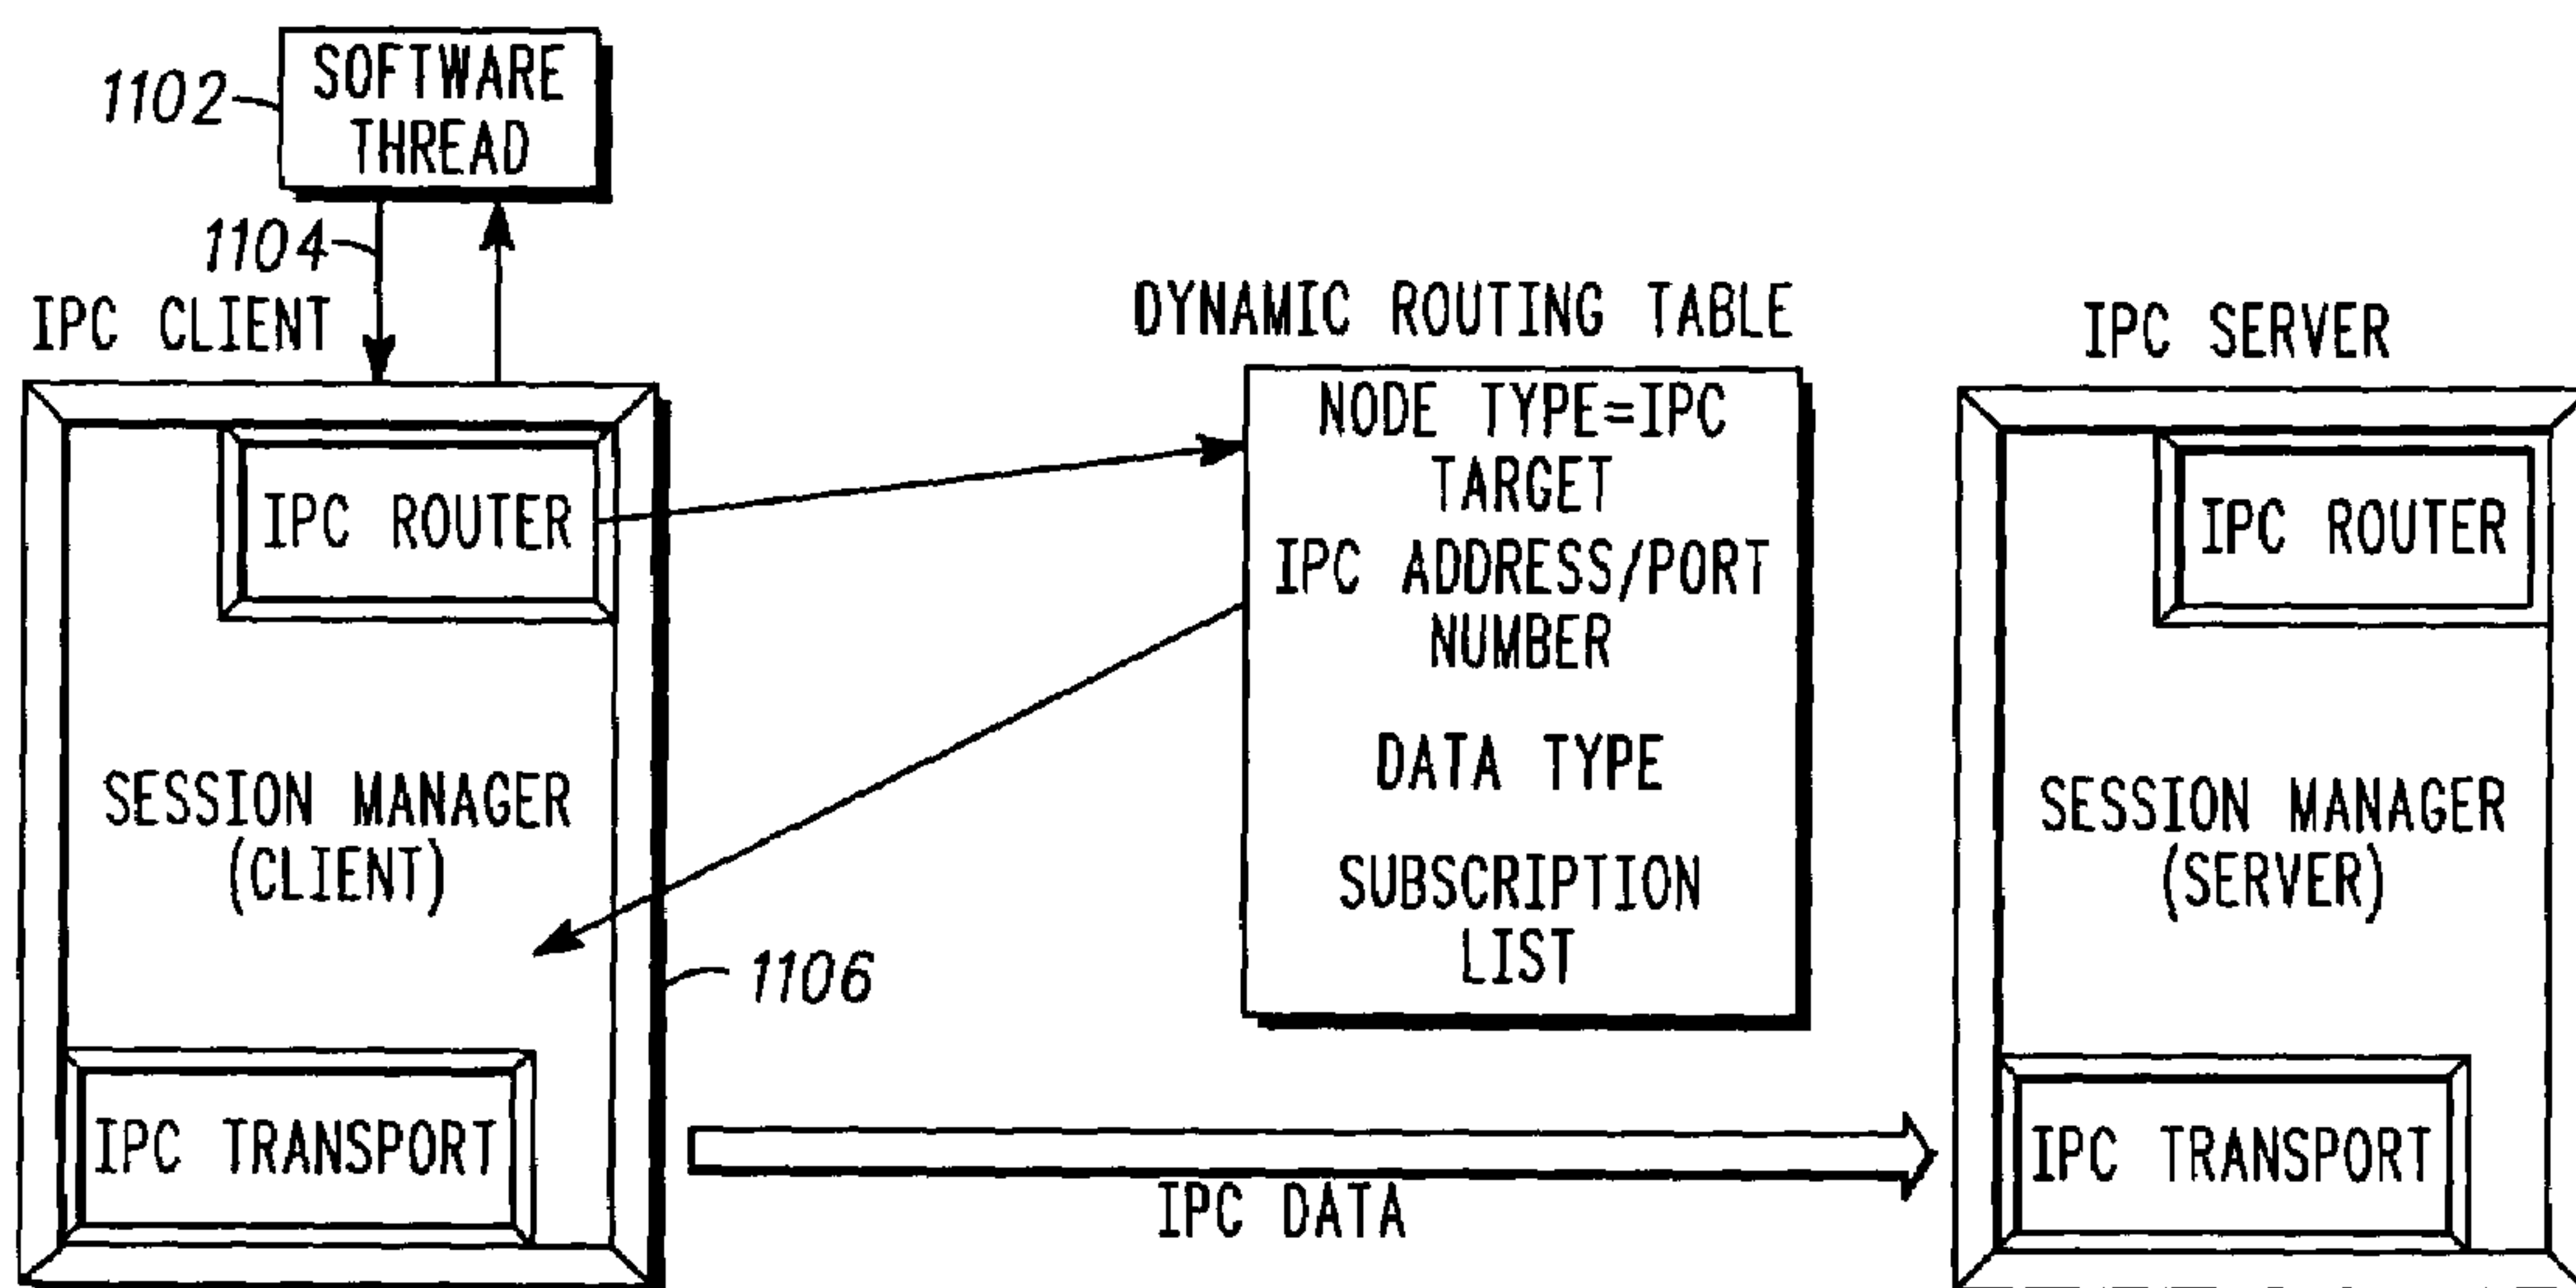 1102
SOFTWARE
THREAD
1104
IPC CLIENT
IPC ROUTER
SESSION MANAGER
(CLIENT)
IPC TRANSPORT
1106
DYNAMIC ROUTING TABLE
NODE TYPE=IPC
TARGET
IPC ADDRESS/PORT
NUMBER
DATA TYPE
SUBSCRIPTION
LIST
IPC DATA
IPC SERVER
IPC ROUTER
SESSION MANAGER
(SERVER)
IPC TRANSPORT